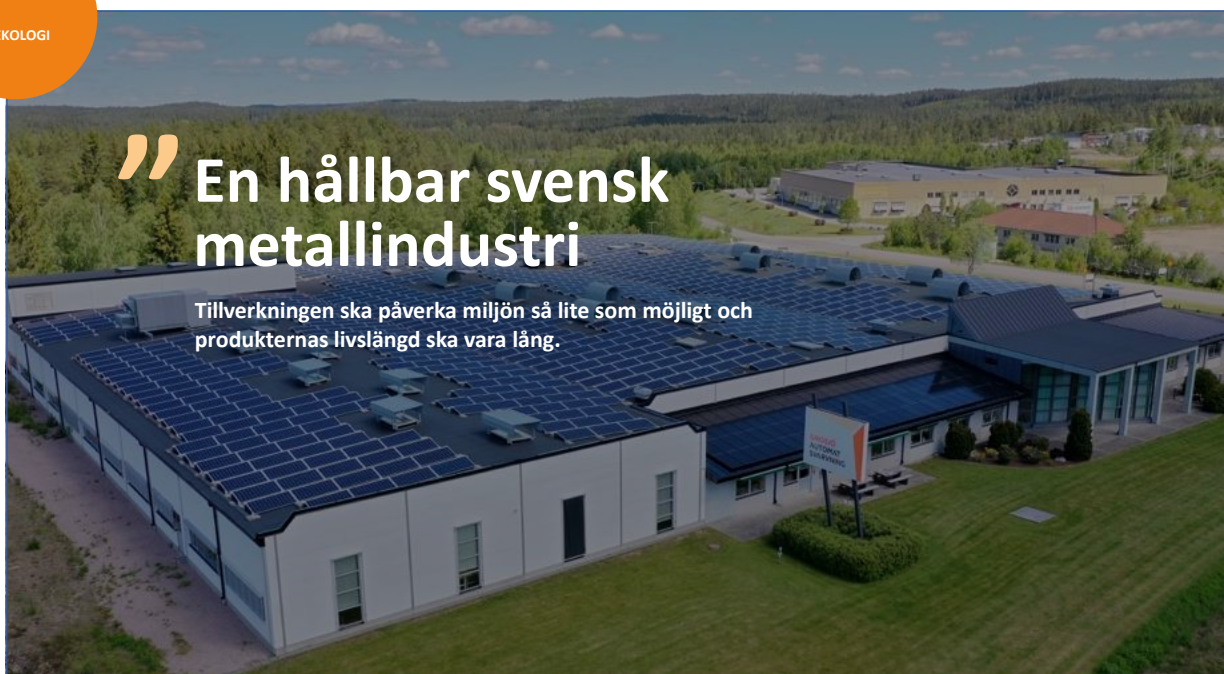 EKOLOGI
”
En hållbar svensk
metallindustri
Tillverkningen ska påverka miljön så lite som möjligt och
produkternas livslängd ska vara lång.
AUTOMAT
SVARVNING